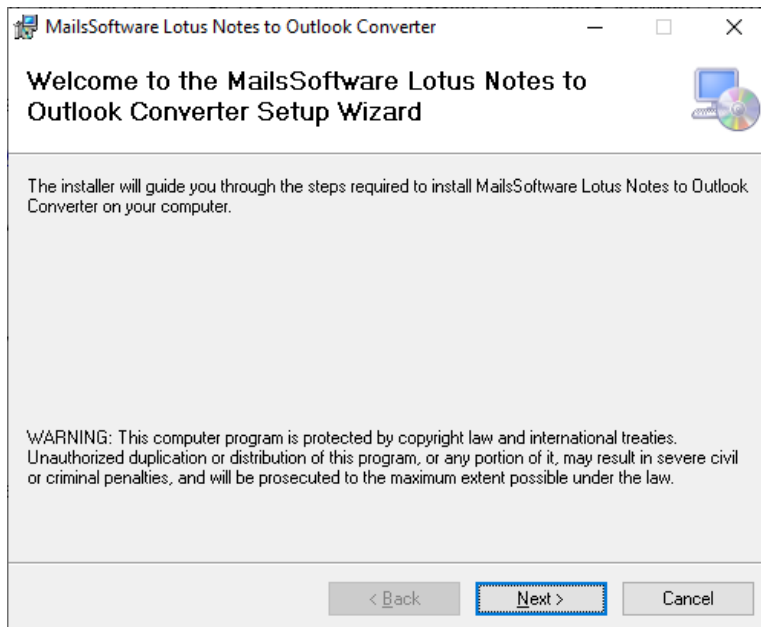 MailsSoftware Lotus Notes to Outlook Converter
Welcome to the MailsSoftware Lotus Notes to
Outlook Converter Setup Wizard
The installer will guide you through the steps required to install MailsSoftware Lotus Notes to Outlook
Converter on your computer.
WARNING: This computer program is protected by copyright law and international treaties.
Unauthorized duplication or distribution of this program, or any portion of it, may result in severe civil
or criminal penalties, and will be prosecuted to the maximum extent possible under the law.
< Back Next > Cancel